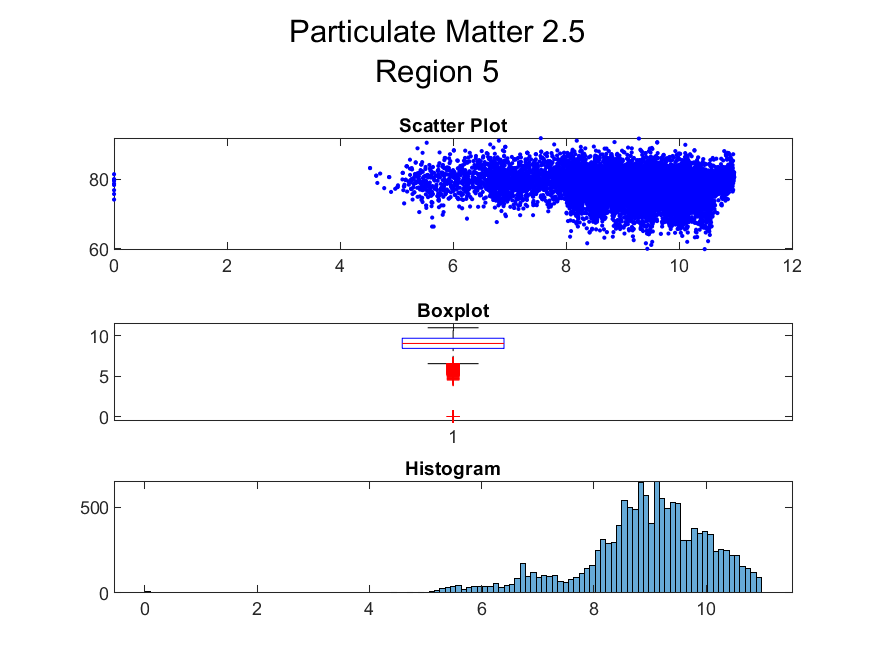 Particulate Matter 2.5
Region 5
Scatter Plot
80
60
0 2 4 6 8 10 12
Boxplot
10
5
0
1
Histogram
500
0
0 2 4 6 8 10